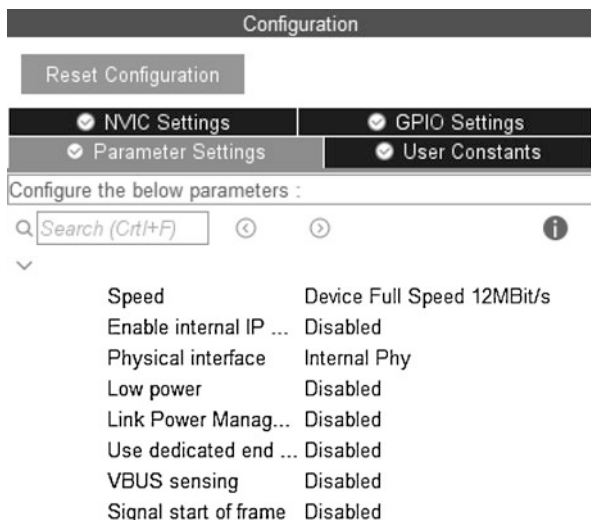 Configuration
Reset Configuration
NVIC Settings GPIO Settings
Parameter Settings User Constants
Configure the below parameters :
Search (Crtl+F)
Speed Device Full Speed 12MBit/s
Enable internal IP ... Disabled
Physical interface Internal Phy
Low power Disabled
Link Power Manag... Disabled
Use dedicated end ... Disabled
VBUS sensing Disabled
Signal start of frame Disabled